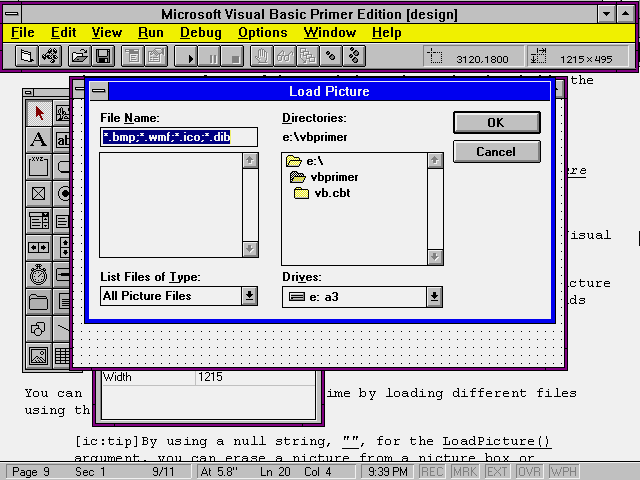 Microsoft Visual Basic Primer Edition [design]
File Edit View Run Debug Options Window Help
3120,1800 1215×495
the
Load Picture
File Name:
*.bmp;*.wmf;*.ico;*.dib
Directories:
e:\vbprimer
e:\
vbprimer
vb.cbt
OK
Cancel
List Files of Type:
All Picture Files
Drives:
e: a3
A ab
xyz
isual
cture
ds
Width 1215
You can ime by loading different files
using th
[ic:tip]By using a null string, "", for the LoadPicture()
argument, you can erase a picture from a picture box or
Page 9 Sec 1 9/11 At 5.8" Ln 20 Col 4 9:39 PM REC MRK EXT OVR WPH